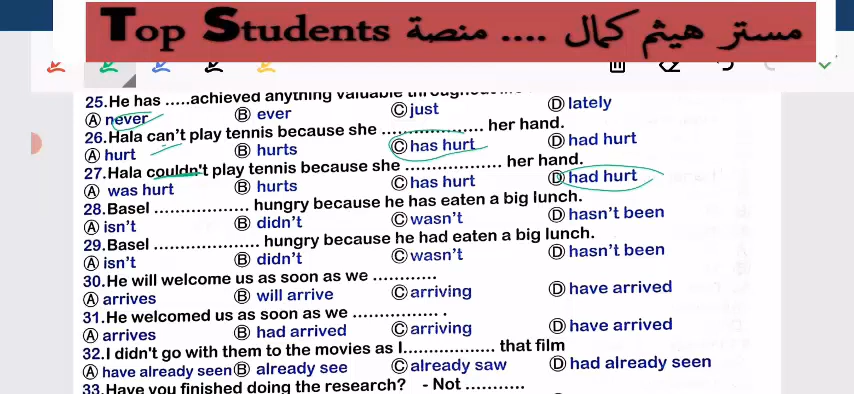 Top Students مستر هيثم كمال .... منصة
25.He has .....achieved anything valuable
Ⓐ never Ⓑ ever Ⓒ just Ⓓ lately
26.Hala can't play tennis because she .................... her hand.
Ⓐ hurt Ⓑ hurts Ⓒ has hurt Ⓓ had hurt
27.Hala couldn't play tennis because she ................... her hand.
Ⓐ was hurt Ⓑ hurts Ⓒ has hurt Ⓓ had hurt
28.Basel .................... hungry because he has eaten a big lunch.
Ⓐ isn't Ⓑ didn't Ⓒ wasn't Ⓓ hasn't been
29.Basel ..................... hungry because he had eaten a big lunch.
Ⓐ isn't Ⓑ didn't Ⓒ wasn't Ⓓ hasn't been
30.He will welcome us as soon as we ............
Ⓐ arrives Ⓑ will arrive Ⓒ arriving Ⓓ have arrived
31.He welcomed us as soon as we ................ .
Ⓐ arrives Ⓑ had arrived Ⓒ arriving Ⓓ have arrived
32.I didn't go with them to the movies as I................. that film
Ⓐ have already seen Ⓑ already see Ⓒ already saw Ⓓ had already seen
33.Have you finished doing the research? - Not ...........